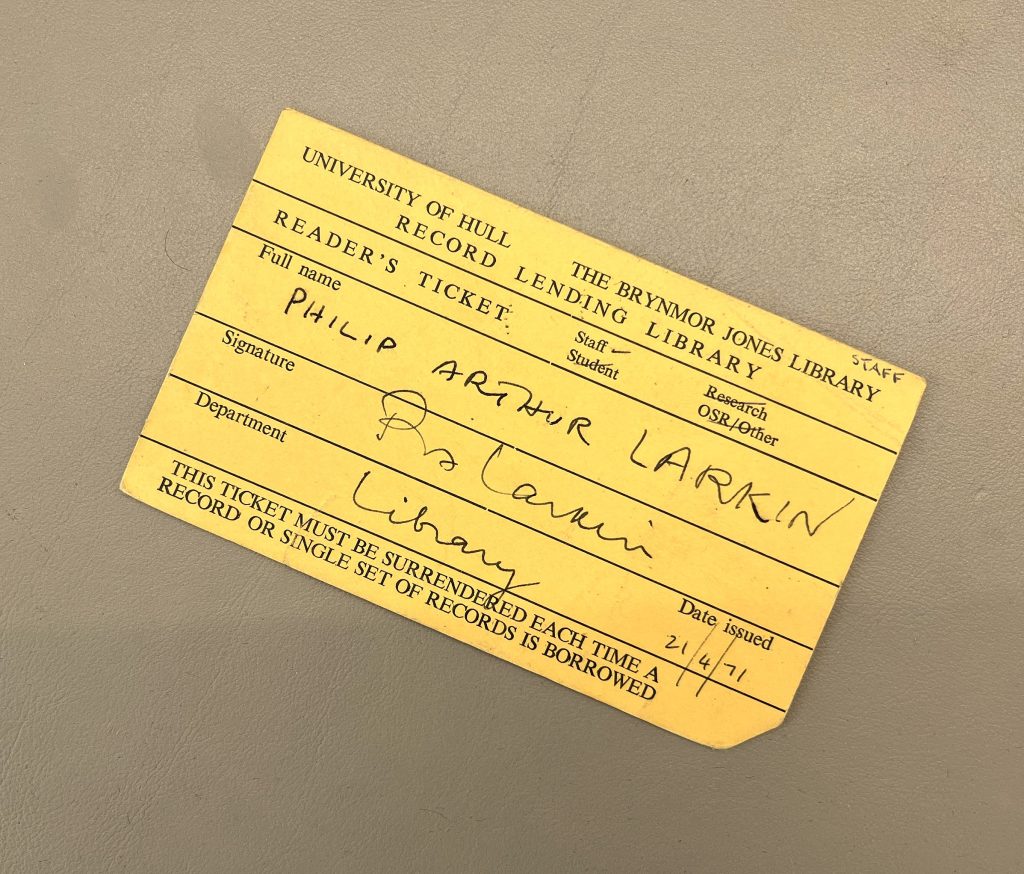 UNIVERSITY OF HULL THE BRYNMOR JONES LIBRARY
STAFF
RECORD LENDING LIBRARY
READER'S TICKET Staff Research
Student OSR/Other
Full name
PHILIP ARTHUR LARKIN
Signature
PA Larkin
Department Date issued
Library 21/4/71
THIS TICKET MUST BE SURRENDERED EACH TIME A
RECORD OR SINGLE SET OF RECORDS IS BORROWED